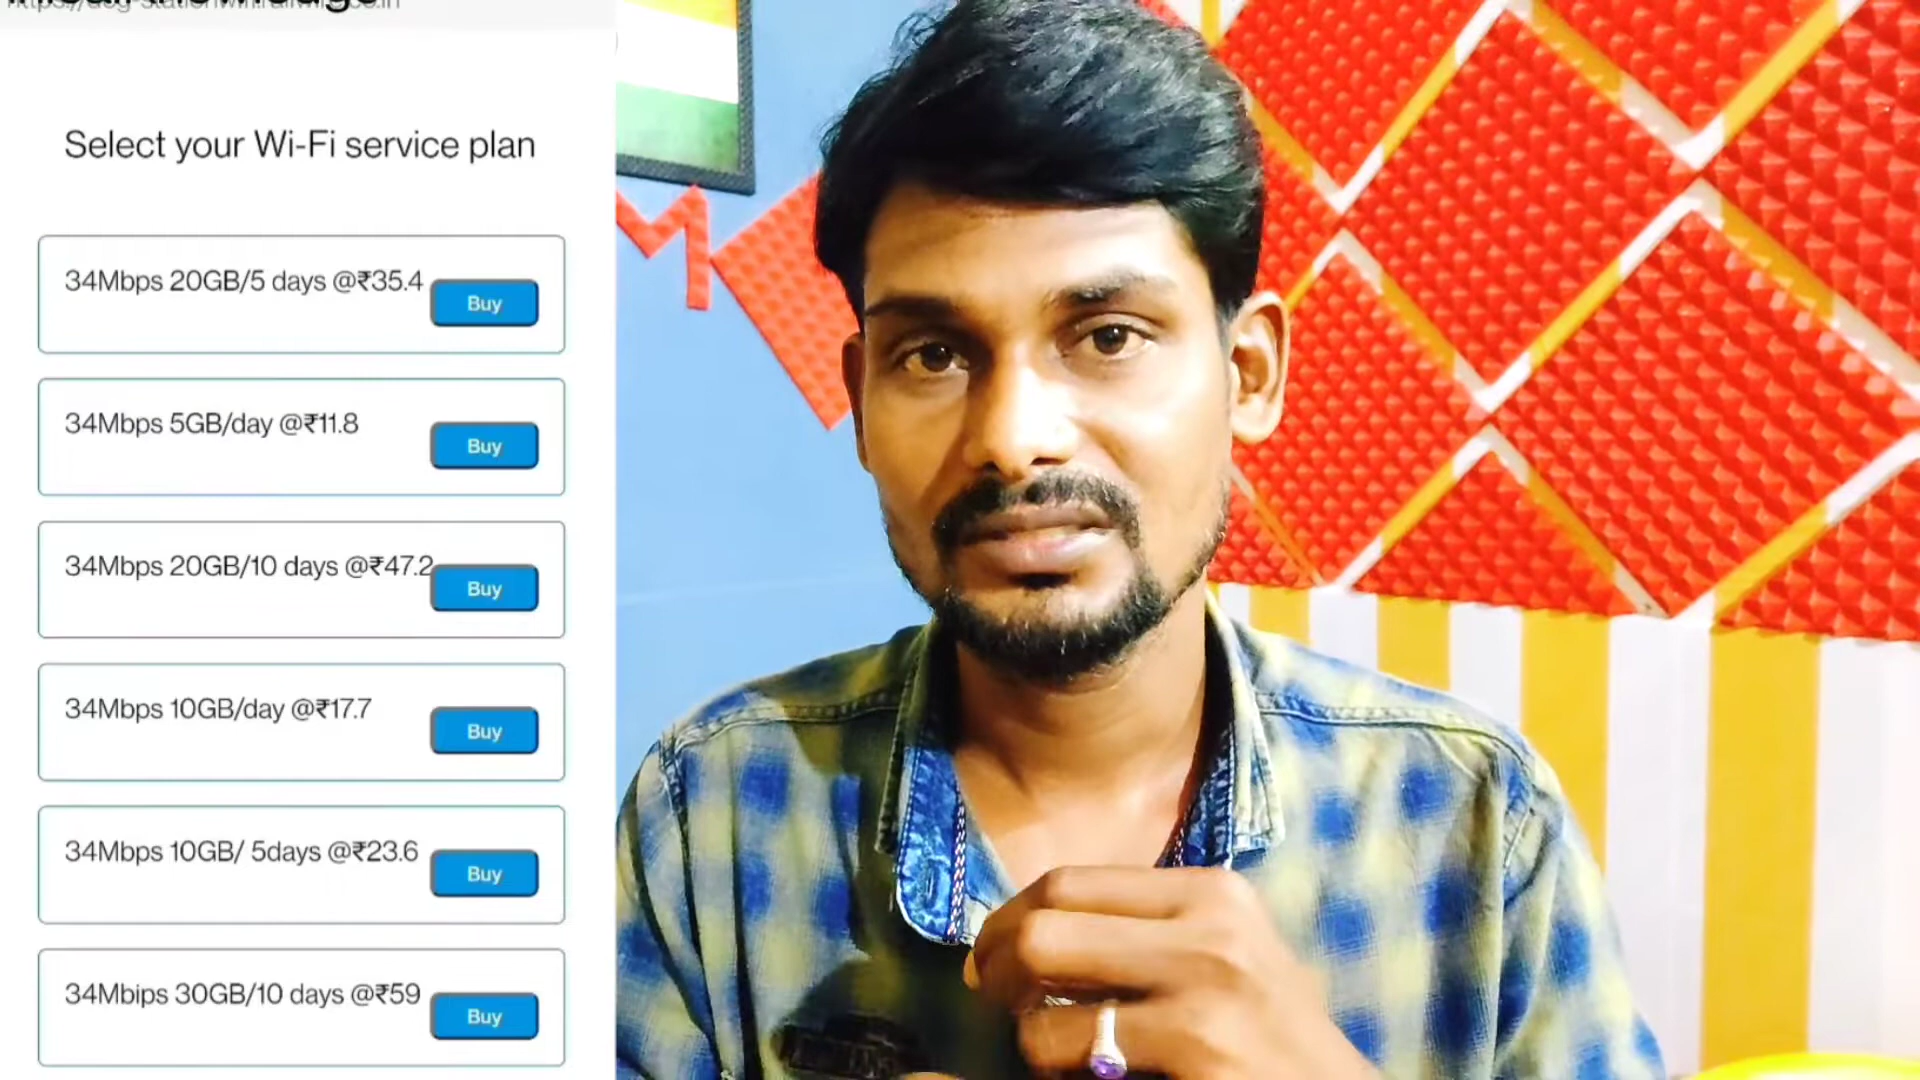 Select your Wi-Fi service plan
34Mbps 20GB/5 days @₹35.4
Buy
34Mbps 5GB/day @₹11.8
Buy
34Mbps 20GB/10 days @₹47.2
Buy
34Mbps 10GB/day @₹17.7
Buy
34Mbps 10GB/ 5days @₹23.6
Buy
34Mbips 30GB/10 days @₹59
Buy